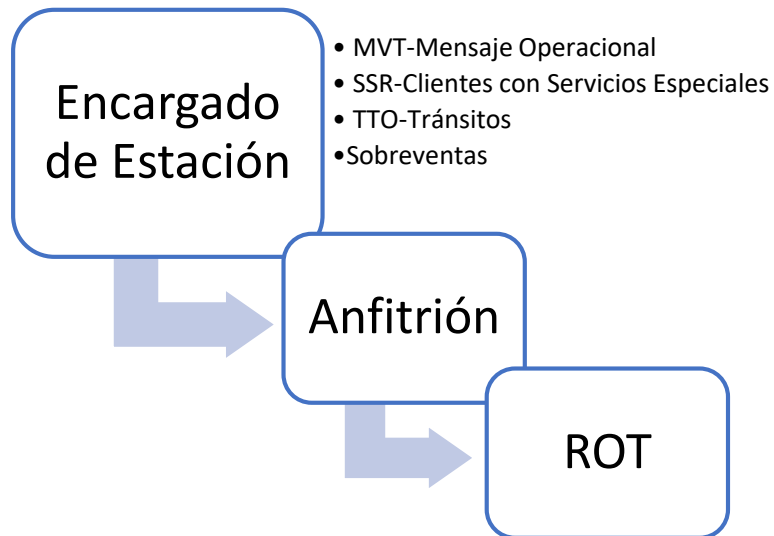 Encargado
de Estación
• MVT-Mensaje Operacional
• SSR-Clientes con Servicios Especiales
• TTO-Tránsitos
•Sobreventas
Anfitrión
ROT